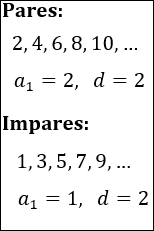 Pares:
2, 4, 6, 8, 10, …
a₁ = 2, d = 2
Impares:
1, 3, 5, 7, 9, …
a₁ = 1, d = 2